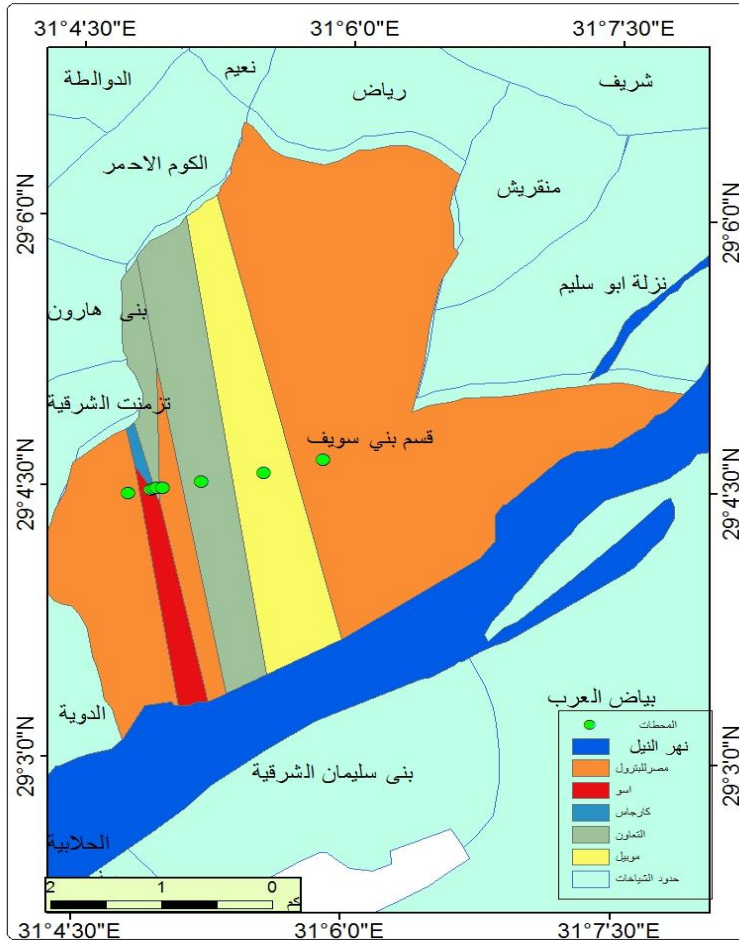 31°4'30"E
31°6'0"E
31°7'30"E
الدوالطة
نعيم
رياض
شريف
الكوم الاحمر
منقريش
29°6'0"N
29°6'0"N
نزلة ابو سليم
بنى هارون
تزمنت الشرقية
قسم بني سويف
29°4'30"N
29°4'30"N
بياض العرب
الدوية
المحطات
نهر النيل
مصرللبترول
اسو
كارجاس
التعاون
موبيل
حدود الشياخات
29°3'0"N
29°3'0"N
بنى سليمان الشرقية
الحلابية
2 1 0
كم
31°4'30"E
31°6'0"E
31°7'30"E